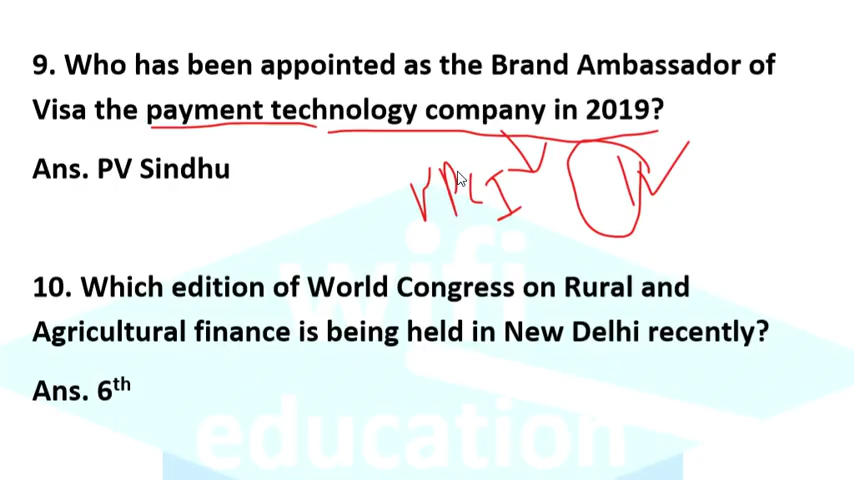 9. Who has been appointed as the Brand Ambassador of
Visa the payment technology company in 2019?
Ans. PV Sindhu
10. Which edition of World Congress on Rural and
Agricultural finance is being held in New Delhi recently?
Ans. 6th
wifi
education